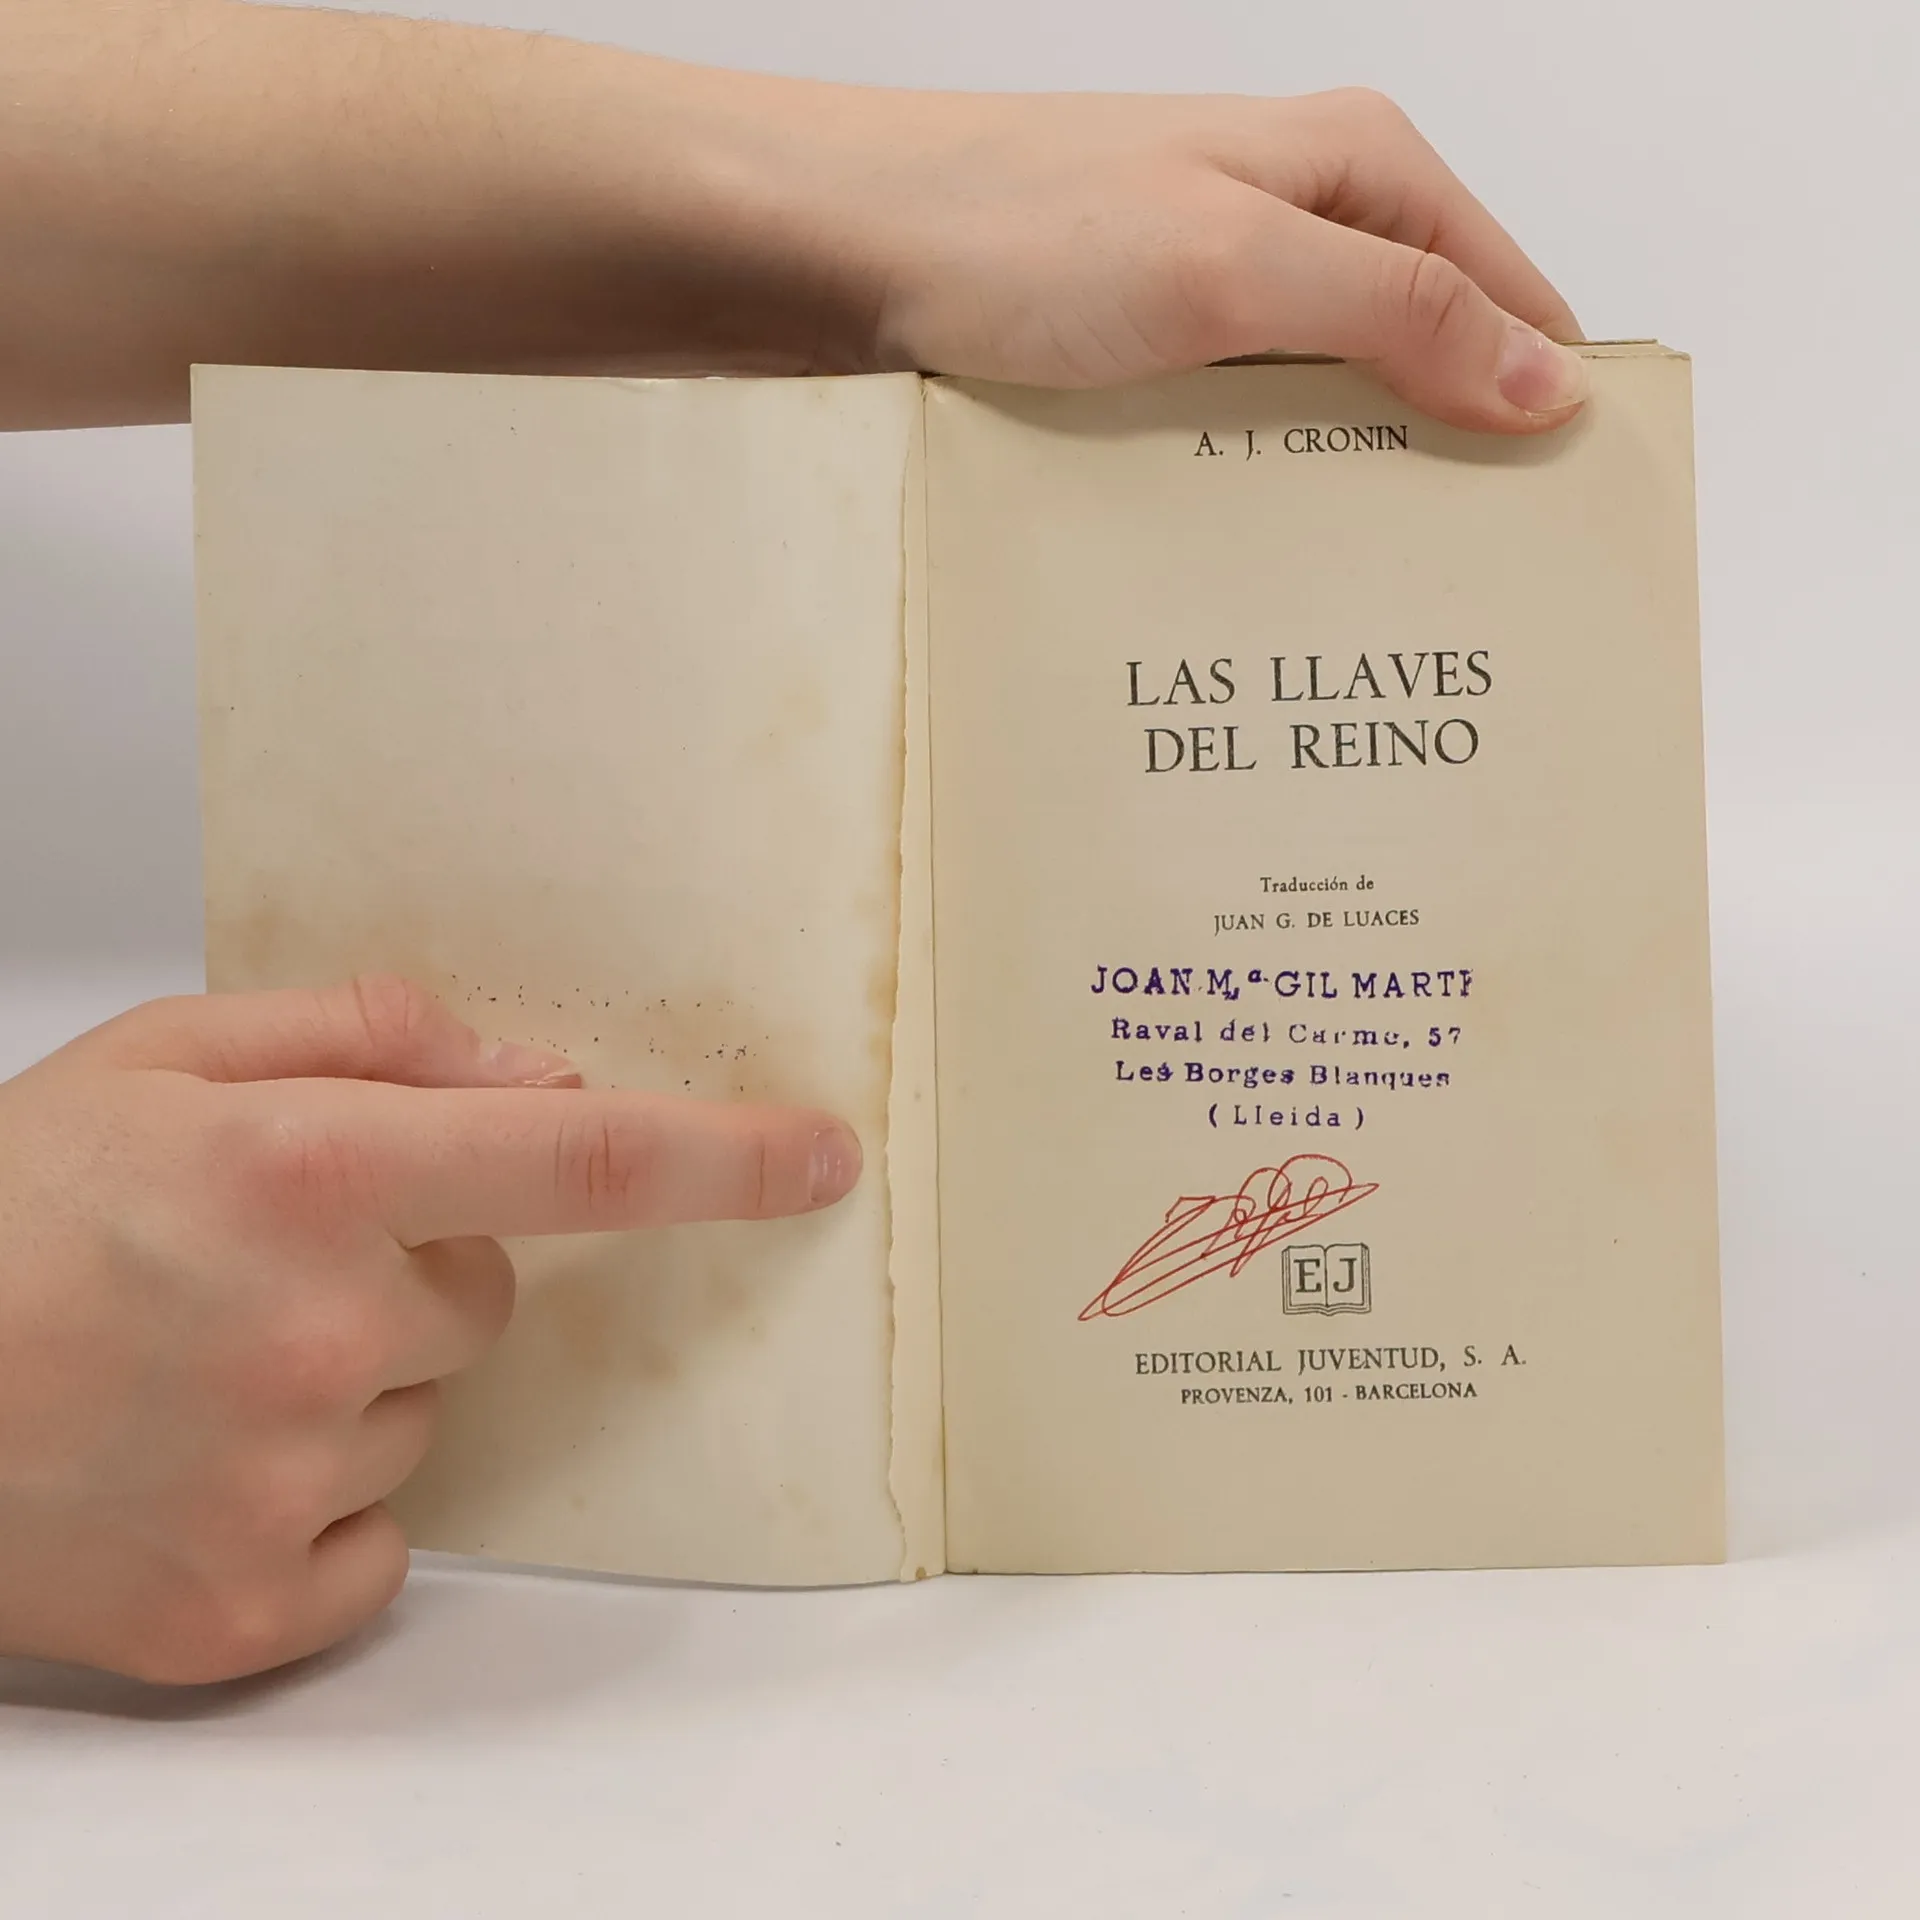 A. J. CRONIN
LAS LLAVES
DEL REINO
Traducción de
JUAN G. DE LUACES
JOAN M.ª GIL MARTI
Raval del Carme, 57
Les Borges Blanques
( Lleida )
EJ
EDITORIAL JUVENTUD, S. A.
PROVENZA, 101 - BARCELONA